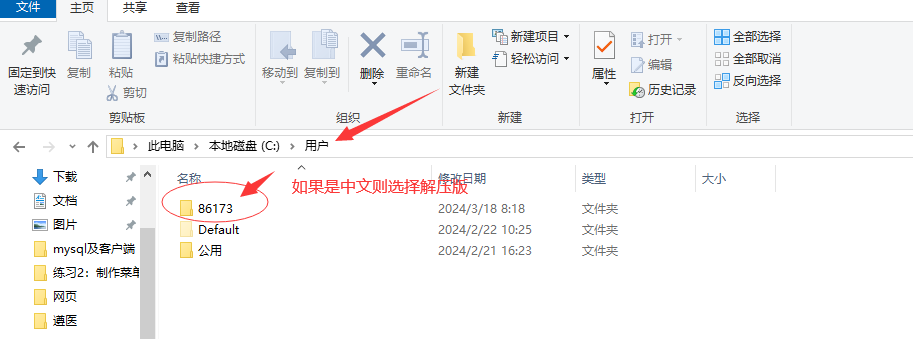 文件 主页 共享 查看
固定到快速访问 复制 粘贴 复制路径 粘贴快捷方式 剪切 移动到 复制到 删除 重命名 新建文件夹 新建项目 轻松访问 属性 打开 编辑 历史记录 全部选择 全部取消 反向选择
剪贴板 组织 新建 打开 选择
此电脑 本地磁盘 (C:) 用户
名称 修改日期 类型 大小
如果是中文则选择解压版
86173 2024/3/18 8:18 文件夹
Default 2024/2/22 10:25 文件夹
公用 2024/2/21 16:23 文件夹
下载
文档
图片
mysql及客户端
练习2：制作菜单
网页
遵医